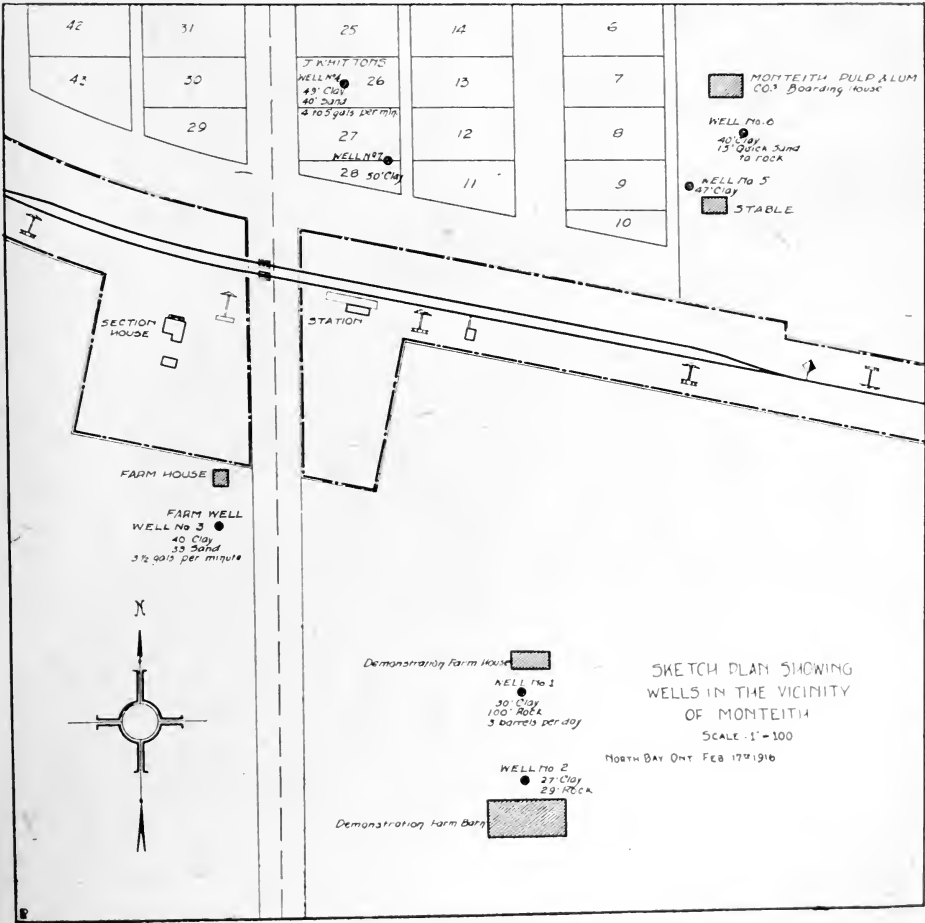 42
31
25
14
6
43
30
J WHITTONS
WELL No 4
26
49' Clay
40' Sand
4 to 5 gals per min.
13
7
MONTEITH PULP & LUM
CO.S Boarding House
29
27
12
8
WELL No. 6
40' Clay
15' Quick Sand
to rock
WELL No 7
28 50' Clay
11
9
WELL No 5
47' Clay
STABLE
10
SECTION
HOUSE
STATION
FARM HOUSE
FARM WELL
WELL No 3
40 Clay
35 Sand
3½ gals per minute
N
Demonstration Farm House
WELL No 1
30' Clay
100' Rock
3 barrels per day
WELL No 2
27' Clay
29' Rock
Demonstration Farm Barn
SKETCH PLAN SHOWING
WELLS IN THE VICINITY
OF MONTEITH
SCALE 1" - 100
NORTH BAY ONT FEB 17TH 1916